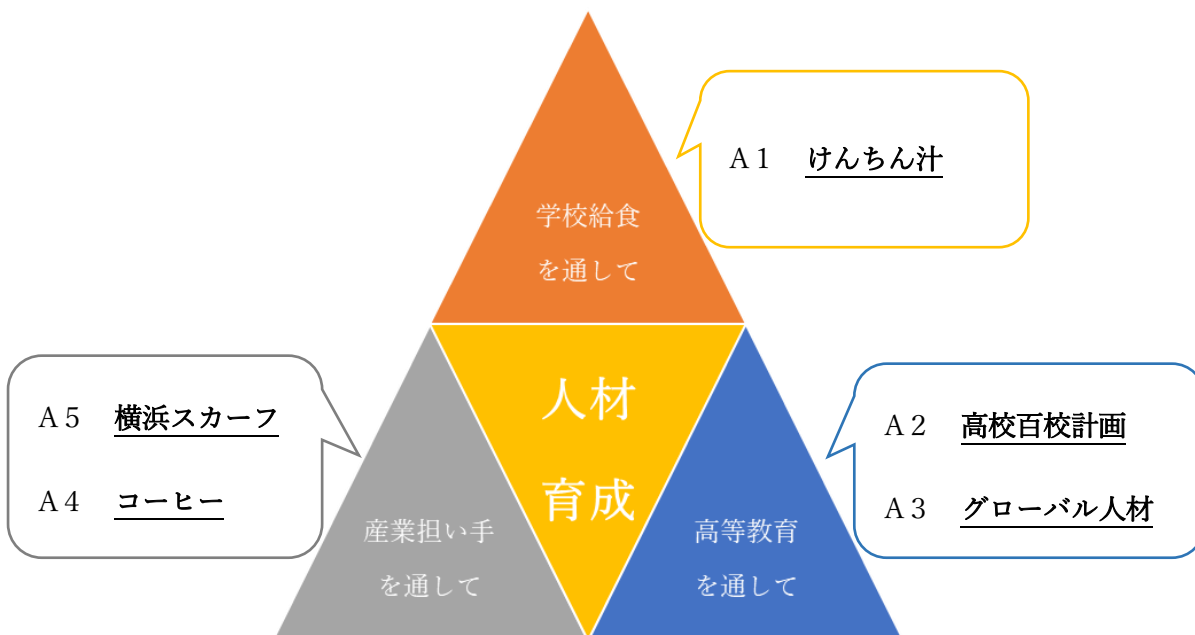 学校給食
を通して
A1 けんちん汁
人材
育成
A5 横浜スカーフ
A4 コーヒー
産業担い手
を通して
A2 高校百校計画
A3 グローバル人材
高等教育
を通して